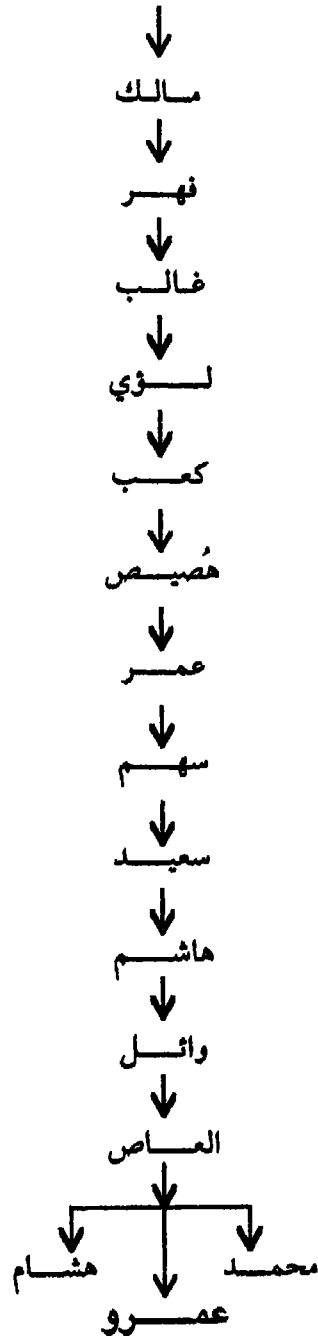 مالك
فهر
غالب
لؤي
كعب
هُصيص
عمر
سهم
سعيد
هاشم
وائل
العاص
محمد
هشام
عمرو